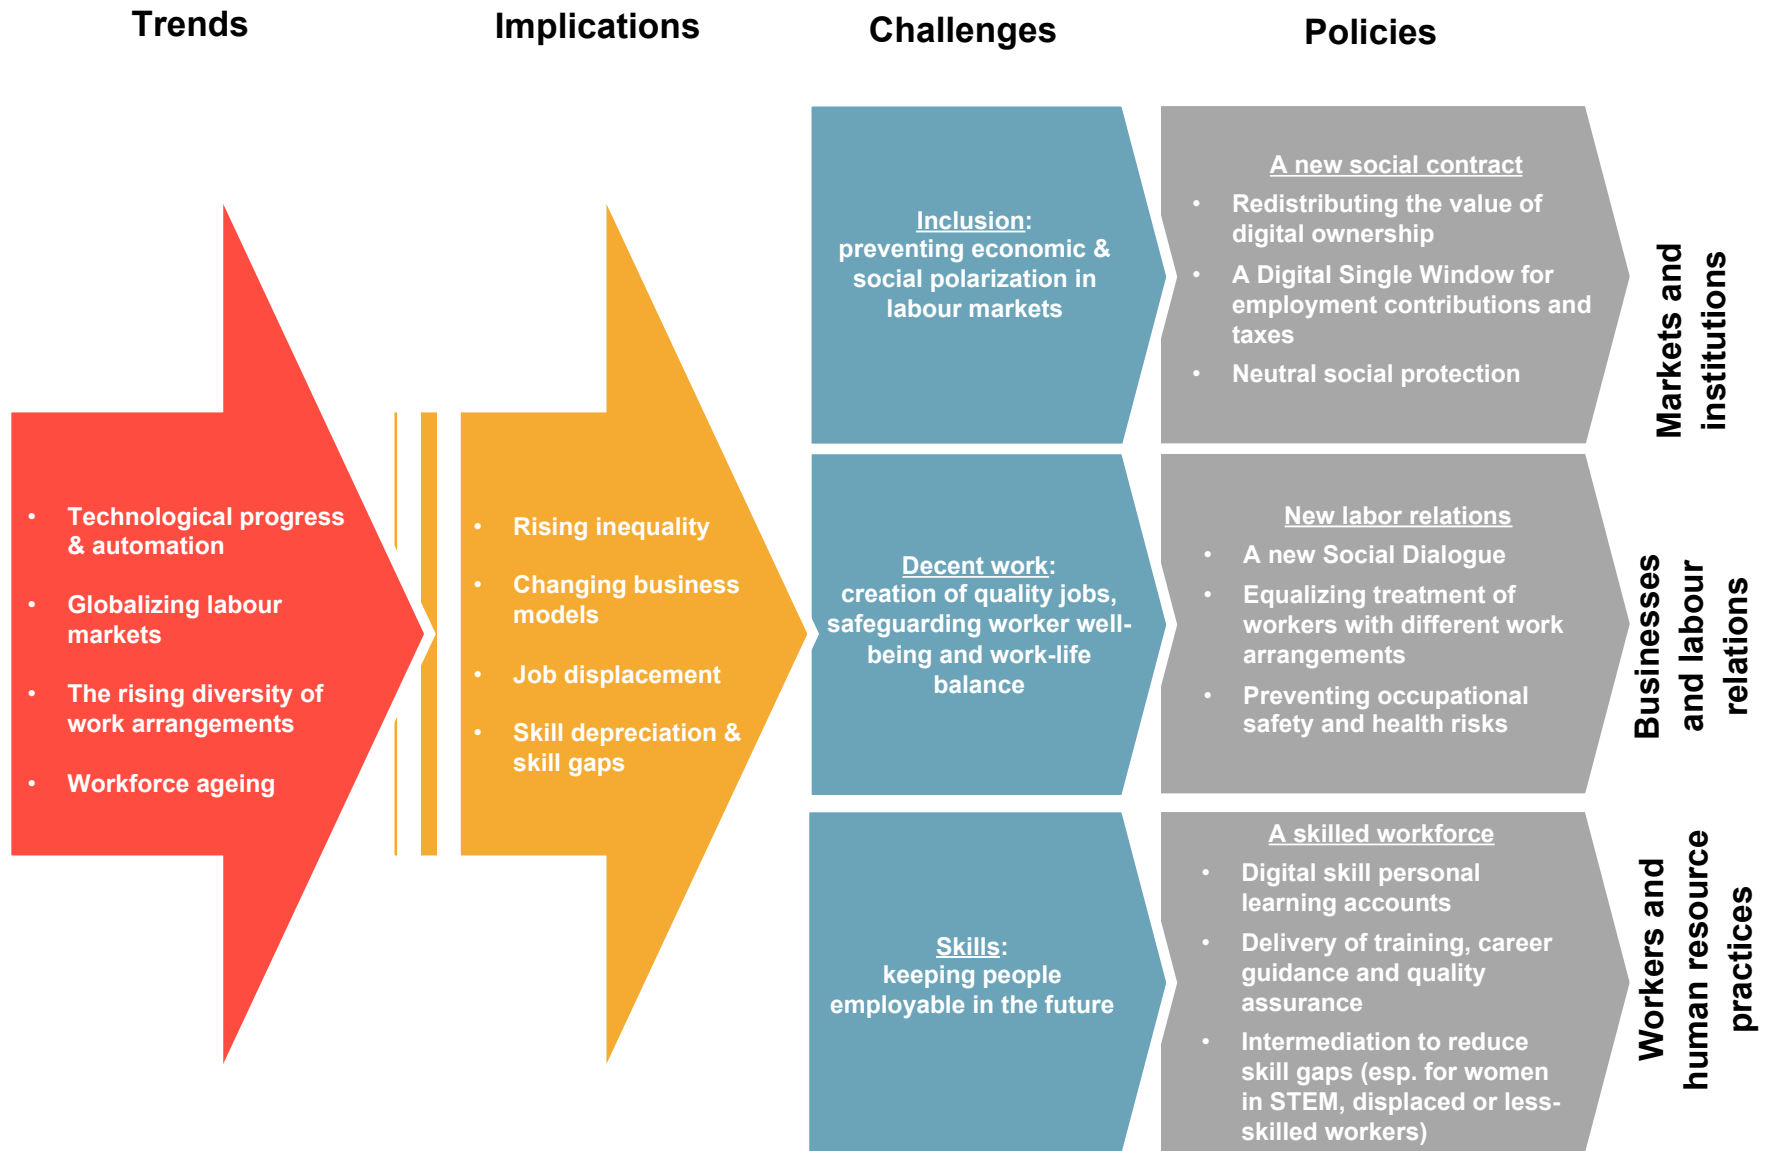 Trends
Implications
Challenges
Policies
• Technological progress
& automation
• Globalizing labour
markets
• The rising diversity of
work arrangements
• Workforce ageing
• Rising inequality
• Changing business
models
• Job displacement
• Skill depreciation &
skill gaps
Inclusion:
preventing economic &
social polarization in
labour markets
A new social contract
• Redistributing the value of
digital ownership
• A Digital Single Window for
employment contributions and
taxes
• Neutral social protection
Markets and
institutions
Decent work:
creation of quality jobs,
safeguarding worker well-
being and work-life
balance
New labor relations
• A new Social Dialogue
• Equalizing treatment of
workers with different work
arrangements
• Preventing occupational
safety and health risks
Businesses
and labour
relations
Skills:
keeping people
employable in the future
A skilled workforce
• Digital skill personal
learning accounts
• Delivery of training, career
guidance and quality
assurance
• Intermediation to reduce
skill gaps (esp. for women
in STEM, displaced or less-
skilled workers)
Workers and
human resource
practices